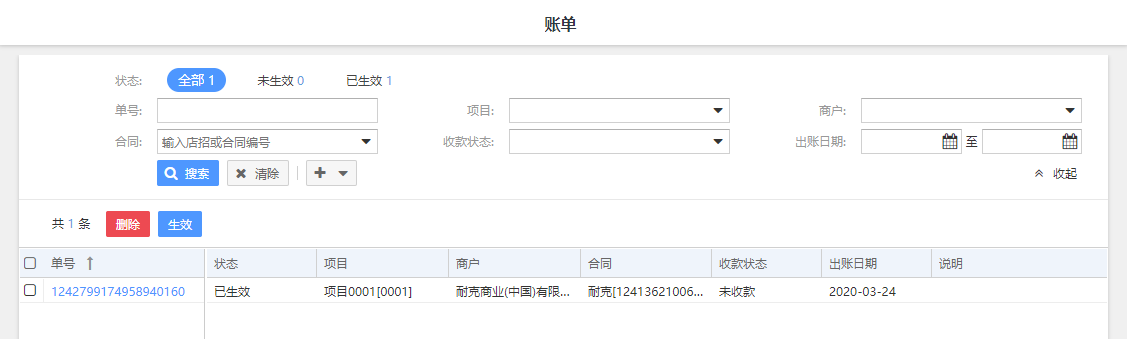 账单
状态: 全部 1 未生效 0 已生效 1
单号: 项目: 商户:
合同: 输入店招或合同编号 收款状态: 出账日期: 至
搜索 清除 收起
共 1 条 删除 生效
单号 状态 项目 商户 合同 收款状态 出账日期 说明
1242799174958940160 已生效 项目0001[0001] 耐克商业(中国)有限... 耐克[12413621006... 未收款 2020-03-24